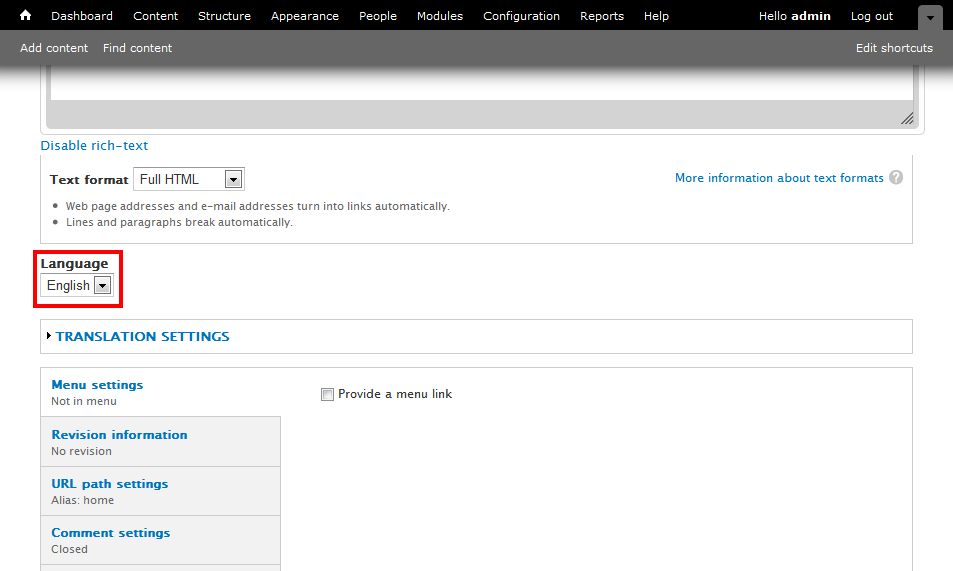 Dashboard Content Structure Appearance People Modules Configuration Reports Help Hello admin Log out
Add content Find content Edit shortcuts
Disable rich-text
Text format Full HTML More information about text formats ?
Web page addresses and e-mail addresses turn into links automatically.
Lines and paragraphs break automatically.
Language
English
TRANSLATION SETTINGS
Menu settings
Not in menu
Provide a menu link
Revision information
No revision
URL path settings
Alias: home
Comment settings
Closed